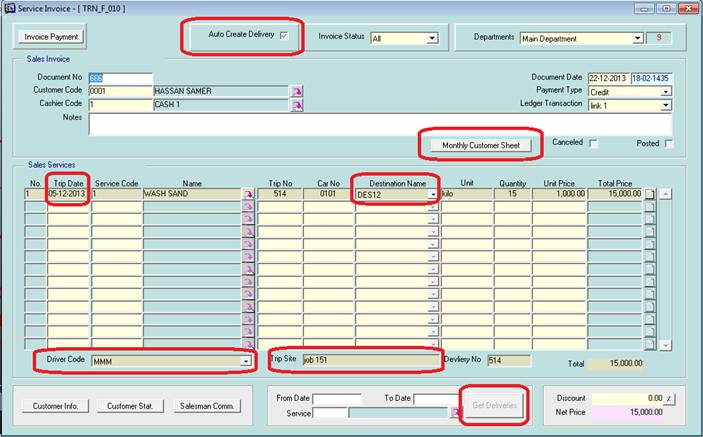 Service Invoice - [ TRN_F_010 ]
Invoice Payment
Auto Create Delivery
Invoice Status All
Departments Main Department 9
Sales Invoice
Document No 666
Document Date 22-12-2013 18-02-1435
Customer Code 0001 HASSAN SAMER
Payment Type Credit
Cashier Code 1 CASH 1
Ledger Transaction link 1
Notes
Monthly Customer Sheet Canceled Posted
Sales Services
No. Trip Date Service Code Name Trip No Car No Destination Name Unit Quantity Unit Price Total Price
1 05-12-2013 1 WASH SAND 514 0101 DES12 kilo 15 1,000.00 15,000.00
Driver Code MMM Trip Site job 151 Devliery No 514 Total 15,000.00
From Date To Date Get Deliveries Discount 0.00 %
Customer Info. Customer Stat. Salesman Comm.
Service Net Price 15,000.00